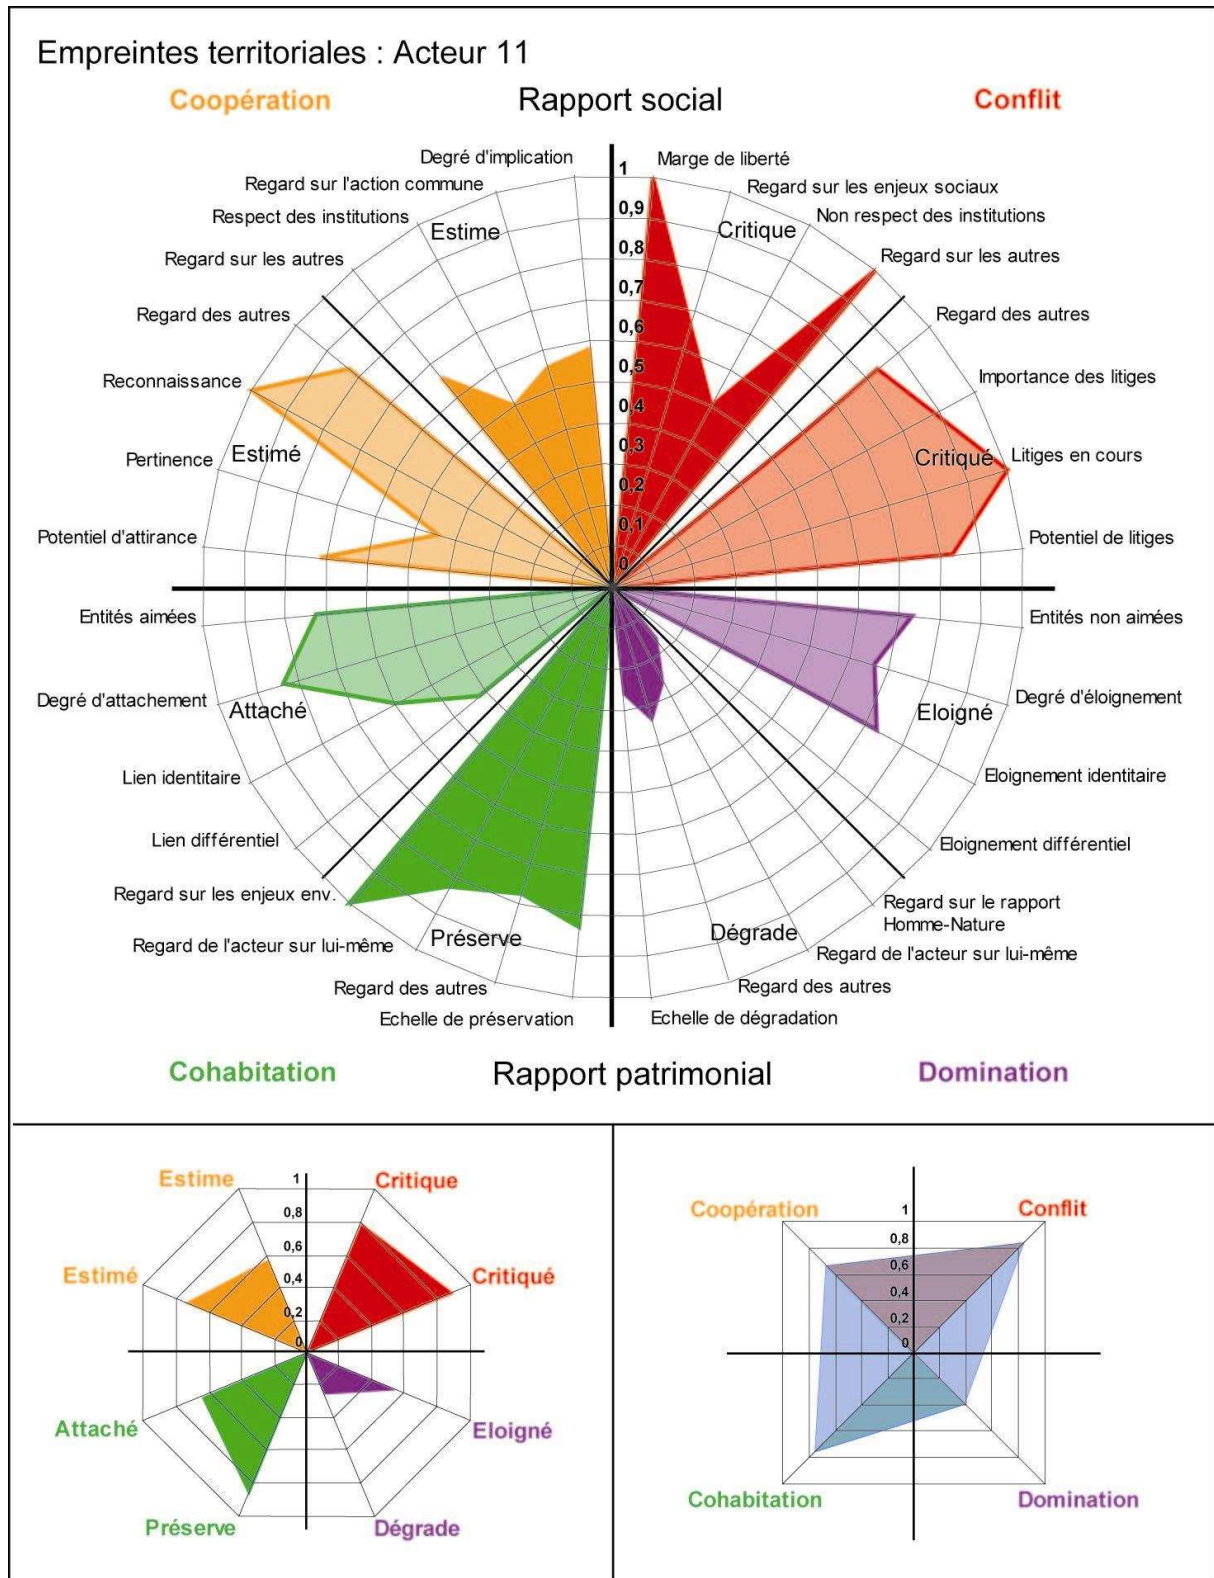 Empreintes territoriales : Acteur 11
Coopération
Rapport social
Conflit
Degré d'implication
Regard sur l'action commune
Respect des institutions
Regard sur les autres
Regard des autres
Reconnaissance
Pertinence
Potentiel d'attirance
Estime
Estimé
1
0,9
0,8
0,7
0,6
0,5
0,4
0,3
0,2
0,1
0
Marge de liberté
Regard sur les enjeux sociaux
Non respect des institutions
Regard sur les autres
Regard des autres
Importance des litiges
Litiges en cours
Potentiel de litiges
Critique
Critiqué
Entités aimées
Degré d'attachement
Lien identitaire
Lien différentiel
Regard sur les enjeux env.
Regard de l'acteur sur lui-même
Regard des autres
Echelle de préservation
Attaché
Préserve
Entités non aimées
Degré d'éloignement
Eloignement identitaire
Eloignement différentiel
Regard sur le rapport
Homme-Nature
Regard de l'acteur sur lui-même
Regard des autres
Echelle de dégradation
Eloigné
Dégrade
Cohabitation
Rapport patrimonial
Domination
Estime
Critique
Estimé
Critiqué
1
0,8
0,6
0,4
0,2
0
Attaché
Eloigné
Préserve
Dégrade
Coopération
Conflit
1
0,8
0,6
0,4
0,2
0
Cohabitation
Domination